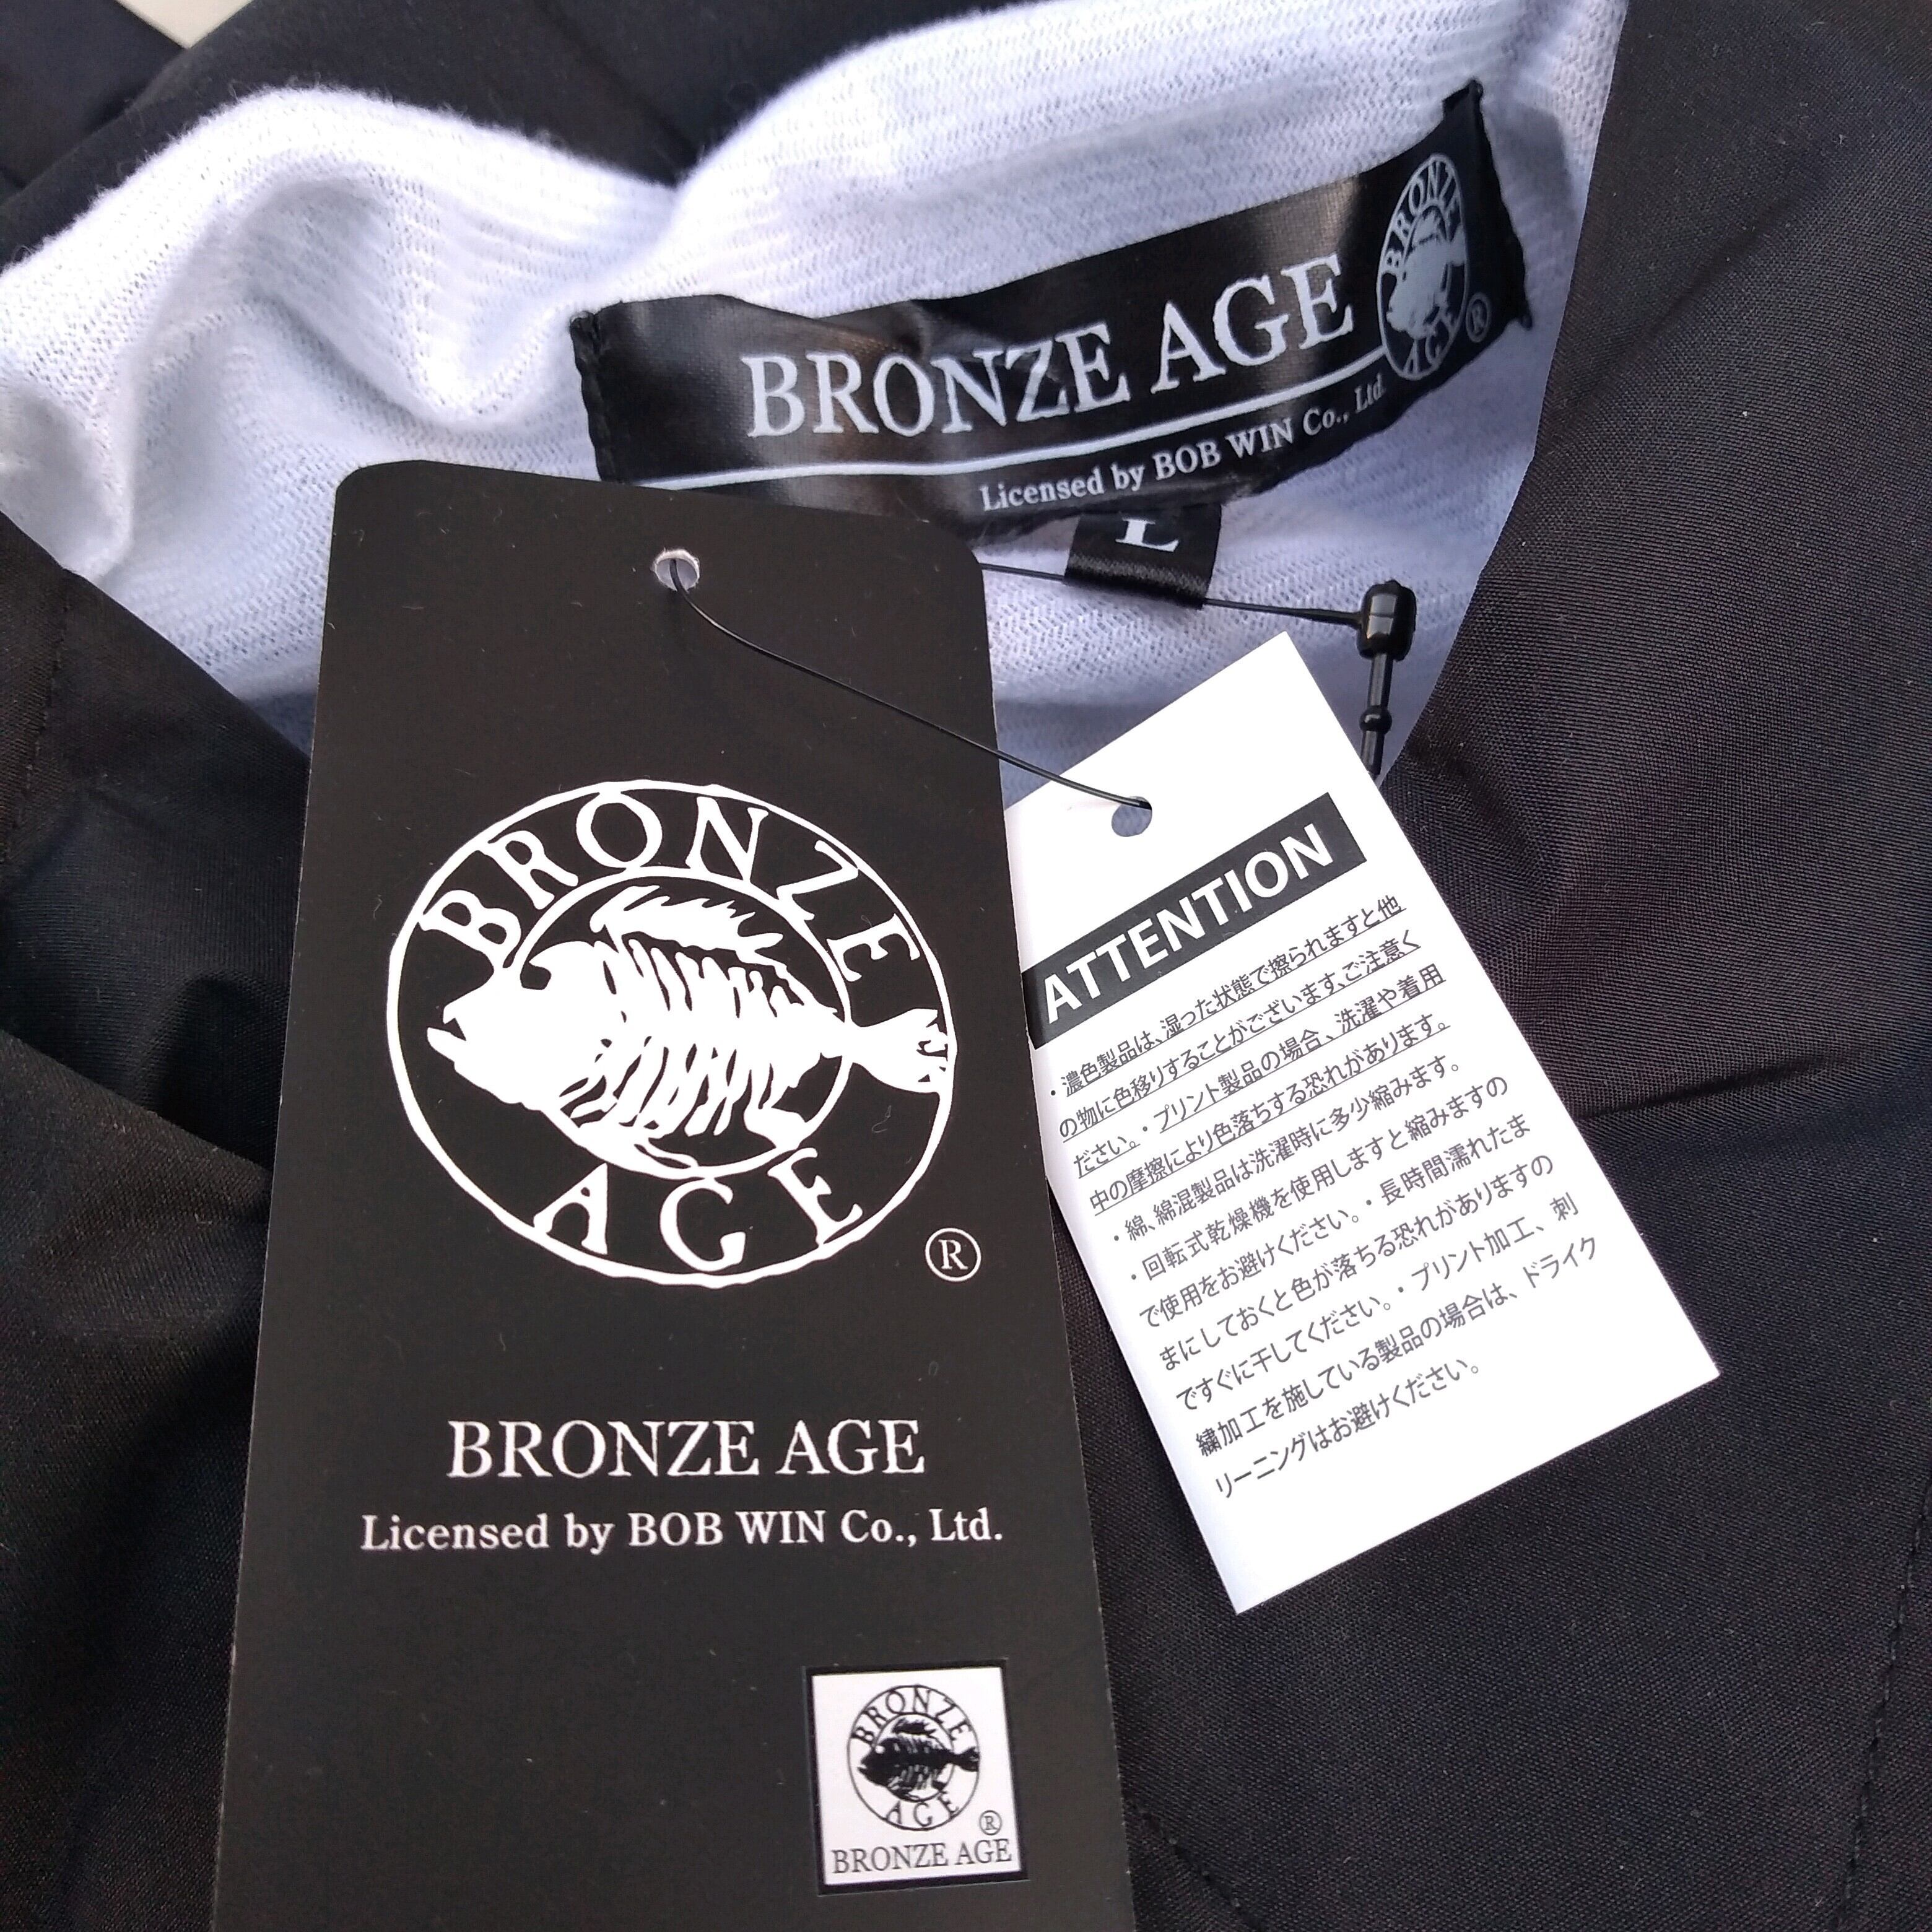 BRONZE AGE
BRONZE
AGE
®
Licensed by BOB WIN Co., Ltd.
L
BRONZE
AGE
®
BRONZE AGE
Licensed by BOB WIN Co., Ltd.
BRONZE
AGE
®
BRONZE AGE
ATTENTION
・濃色製品は、湿った状態で擦られますと他
の物に色移りすることがございます、ご注意く
ださい。・プリント製品の場合、洗濯や着用
中の摩擦により色落ちする恐れがあります。
・綿、綿混製品は洗濯時に多少縮みます。
・回転式乾燥機を使用しますと縮みますの
で使用をお避けください。・長時間濡れたま
まにしておくと色が落ちる恐れがありますの
ですぐに干してください。・プリント加工、刺
繍加工を施している製品の場合は、ドライク
リーニングはお避けください。